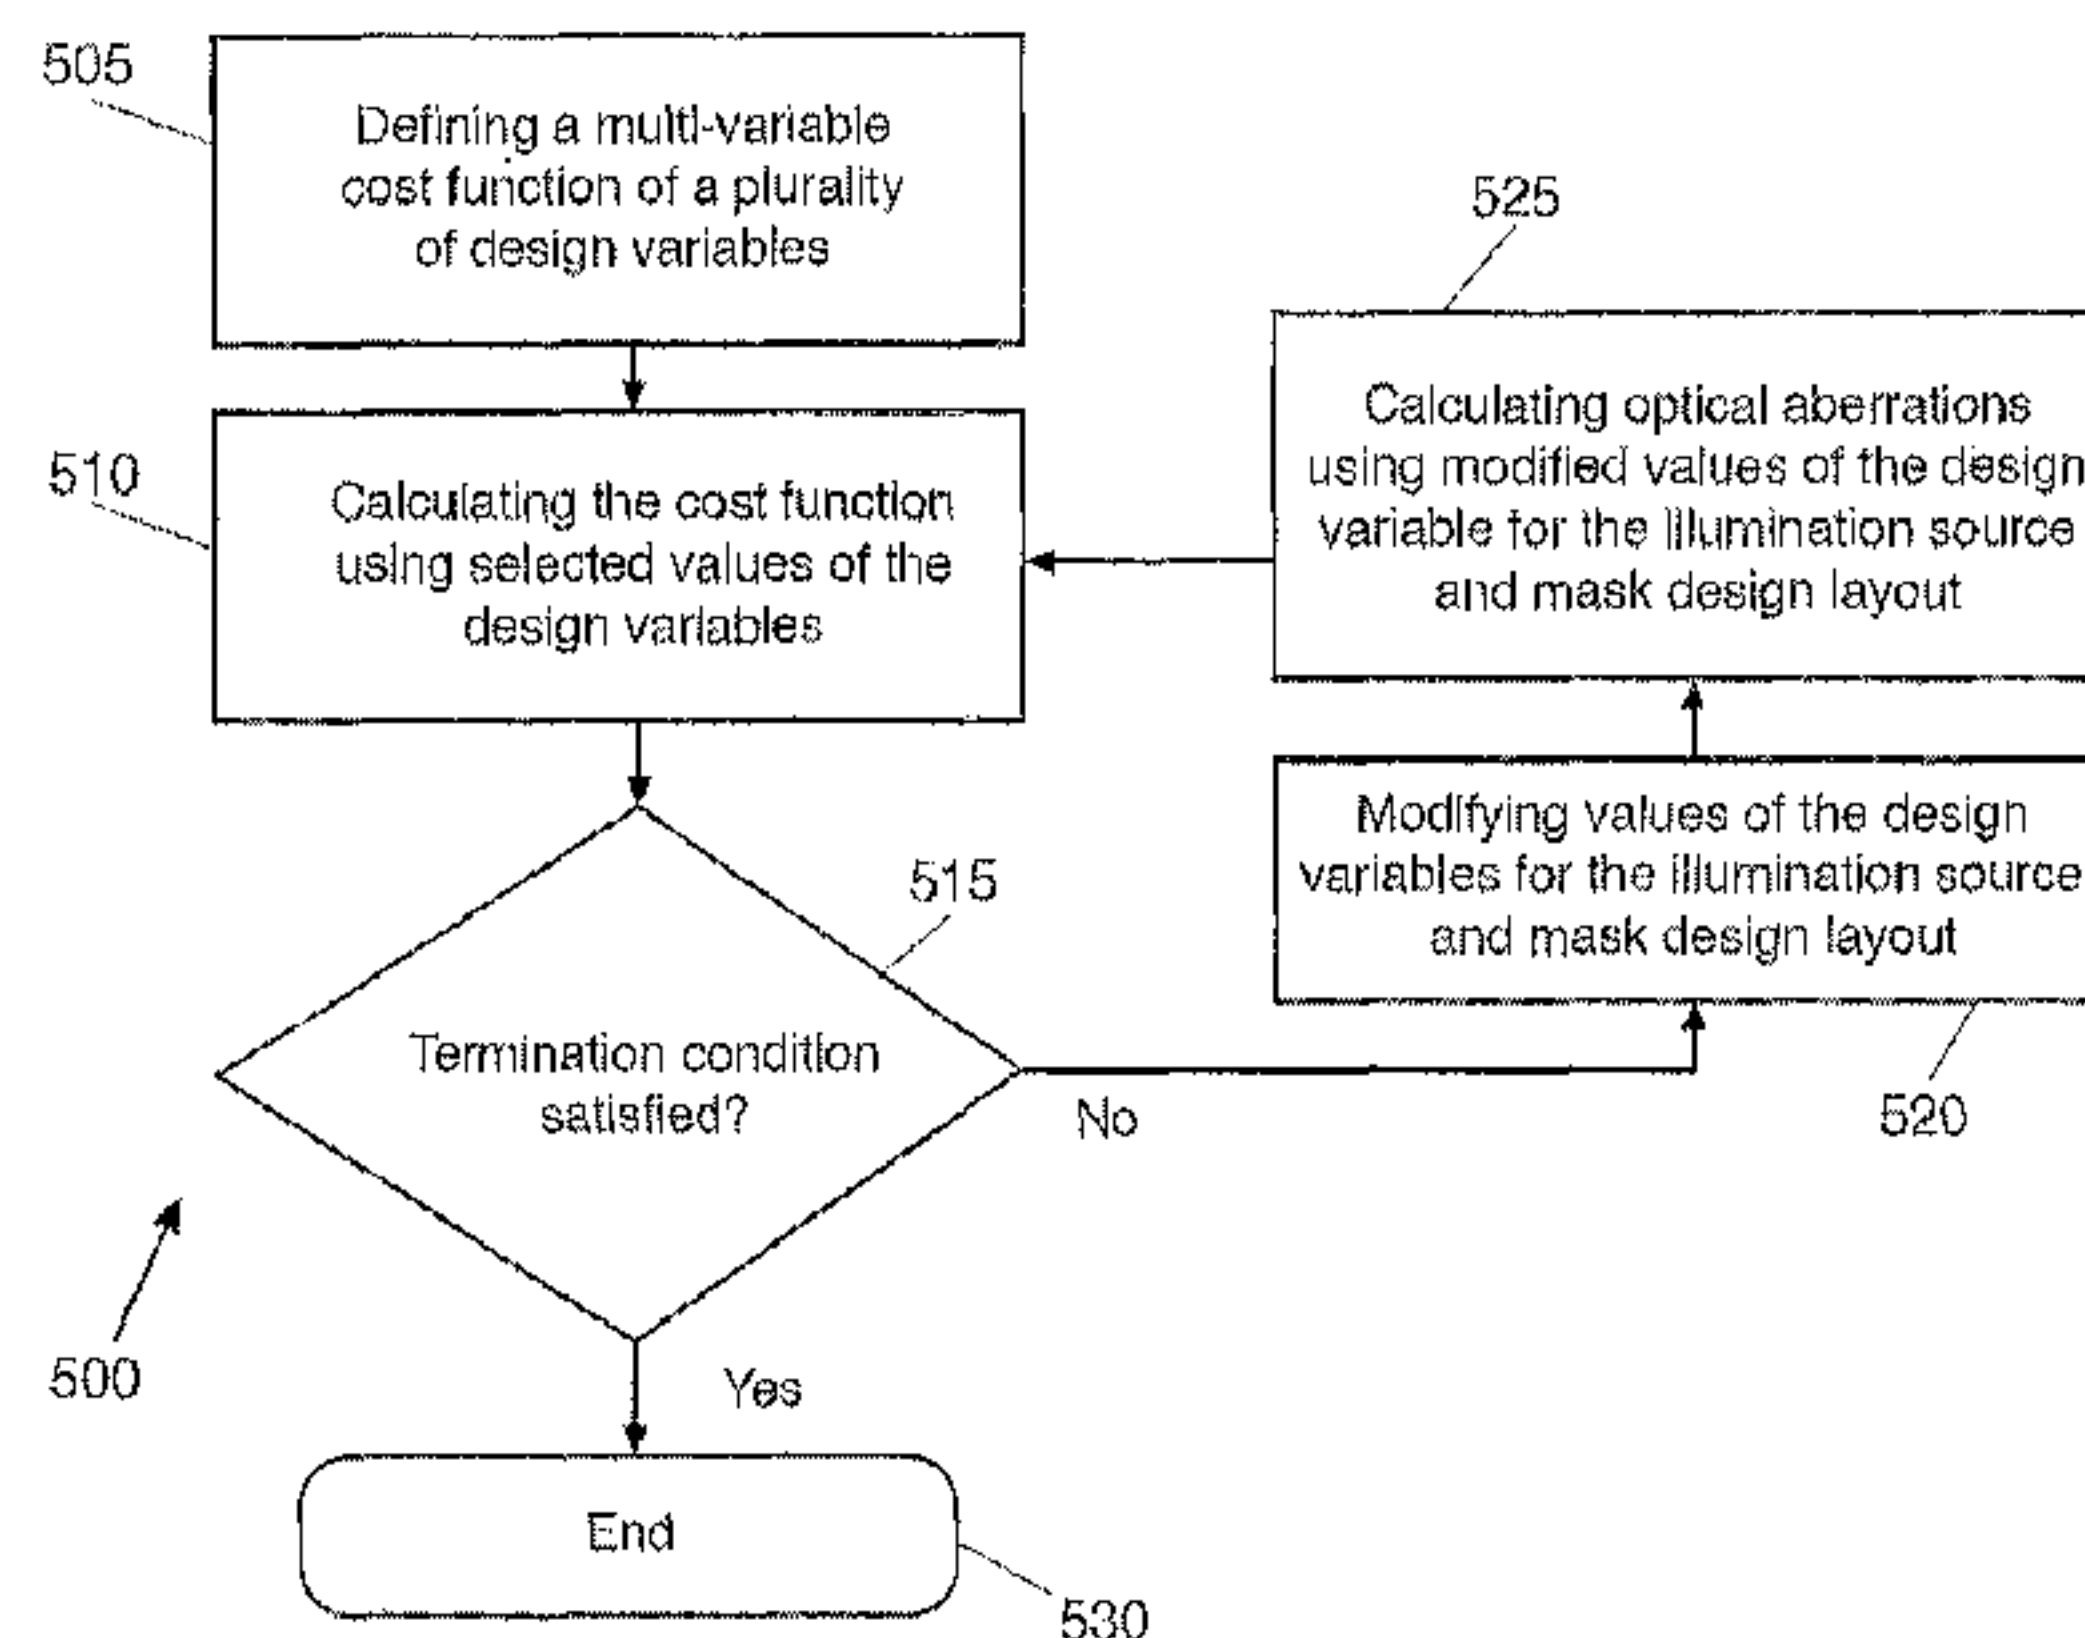 505
Defining a multi-variable
cost function of a plurality
of design variables
510
Calculating the cost function
using selected values of the
design variables
525
Calculating optical aberrations
using modified values of the design
variable for the illumination source
and mask design layout
Modifying values of the design
variables for the illumination source
and mask design layout
520
515
Termination condition
satisfied?
No
500
Yes
End
530